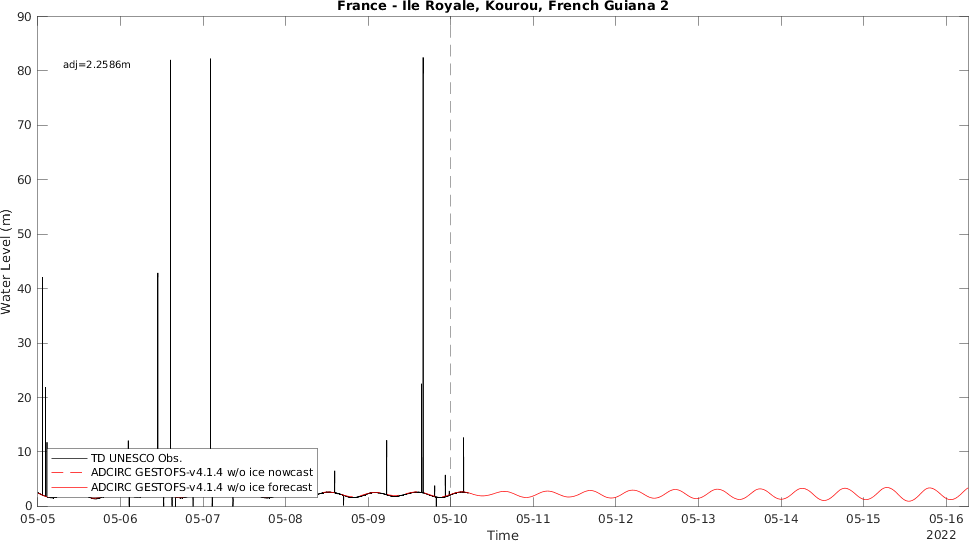 France - Ile Royale, Kourou, French Guiana 2
90
80
70
60
50
40
30
20
10
0
Water Level (m)
adj=2.2586m
TD UNESCO Obs.
ADCIRC GESTOFS-v4.1.4 w/o ice nowcast
ADCIRC GESTOFS-v4.1.4 w/o ice forecast
05-05 05-06 05-07 05-08 05-09 05-10 05-11 05-12 05-13 05-14 05-15 05-16
Time
2022